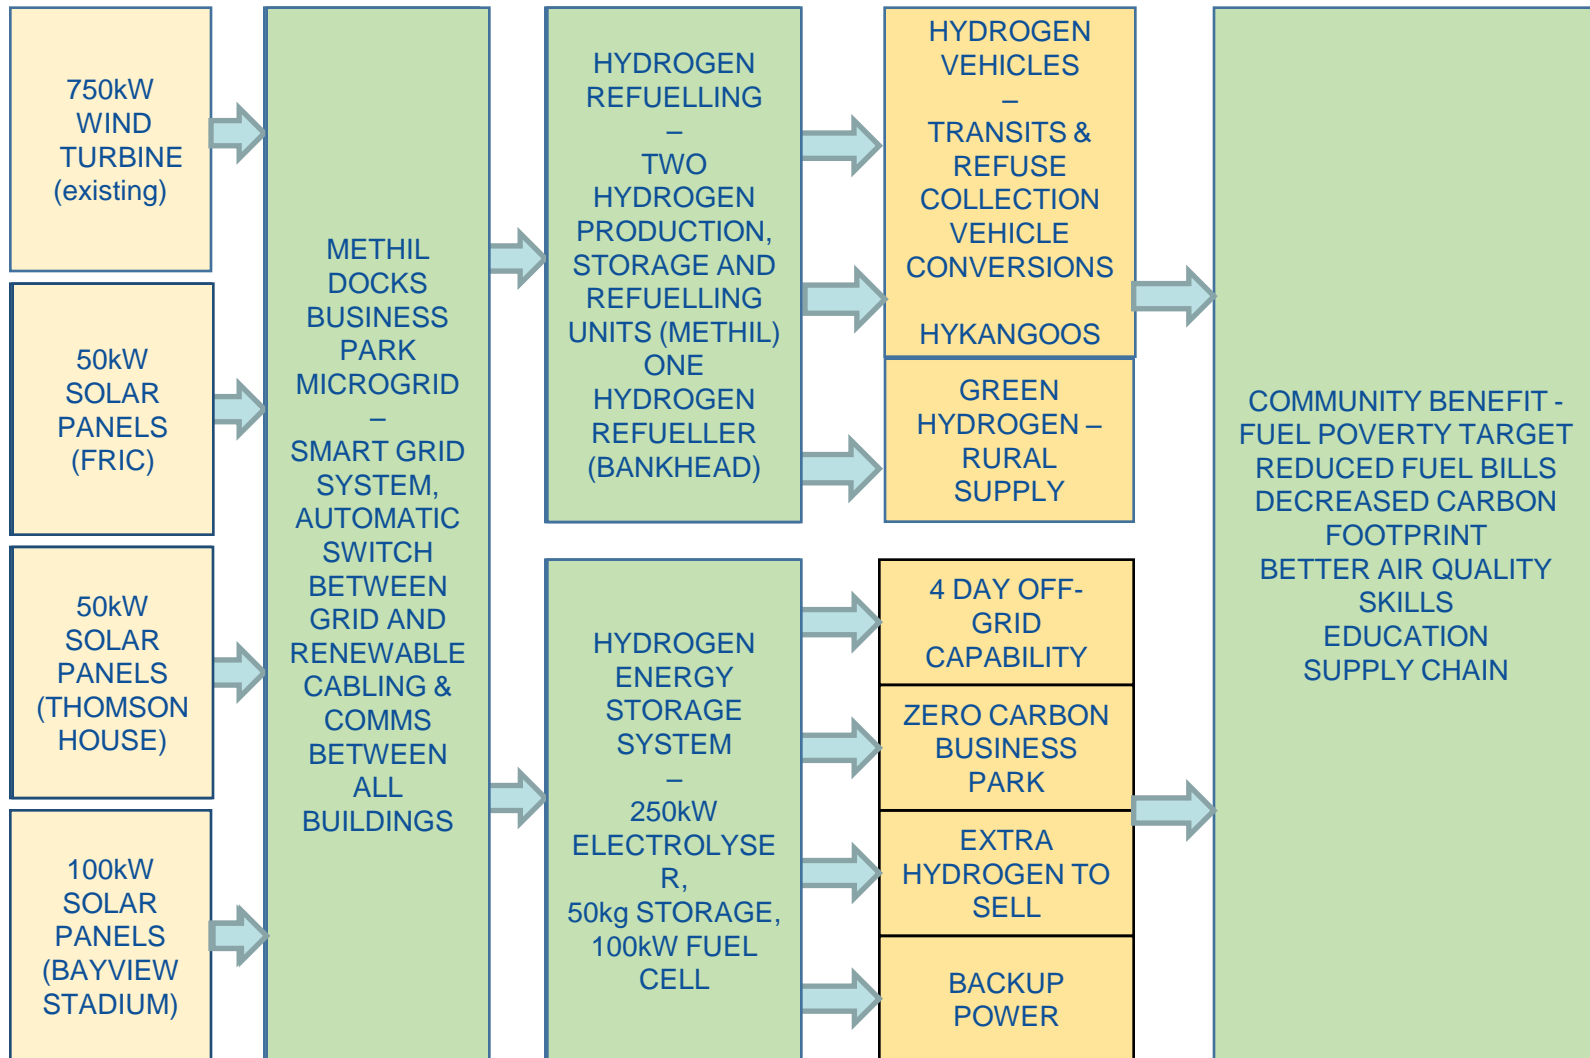 750kW
WIND
TURBINE
(existing)
50kW
SOLAR
PANELS
(FRIC)
50kW
SOLAR
PANELS
(THOMSON
HOUSE)
100kW
SOLAR
PANELS
(BAYVIEW
STADIUM)
METHIL
DOCKS
BUSINESS
PARK
MICROGRID
–
SMART GRID
SYSTEM,
AUTOMATIC
SWITCH
BETWEEN
GRID AND
RENEWABLE
CABLING &
COMMS
BETWEEN
ALL
BUILDINGS
HYDROGEN
REFUELLING
–
TWO
HYDROGEN
PRODUCTION,
STORAGE AND
REFUELLING
UNITS (METHIL)
ONE
HYDROGEN
REFUELLER
(BANKHEAD)
HYDROGEN
ENERGY
STORAGE
SYSTEM
–
250kW
ELECTROLYSE
R,
50kg STORAGE,
100kW FUEL
CELL
HYDROGEN
VEHICLES
–
TRANSITS &
REFUSE
COLLECTION
VEHICLE
CONVERSIONS
HYKANGOOS
GREEN
HYDROGEN –
RURAL
SUPPLY
4 DAY OFF-
GRID
CAPABILITY
ZERO CARBON
BUSINESS
PARK
EXTRA
HYDROGEN TO
SELL
BACKUP
POWER
COMMUNITY BENEFIT -
FUEL POVERTY TARGET
REDUCED FUEL BILLS
DECREASED CARBON
FOOTPRINT
BETTER AIR QUALITY
SKILLS
EDUCATION
SUPPLY CHAIN